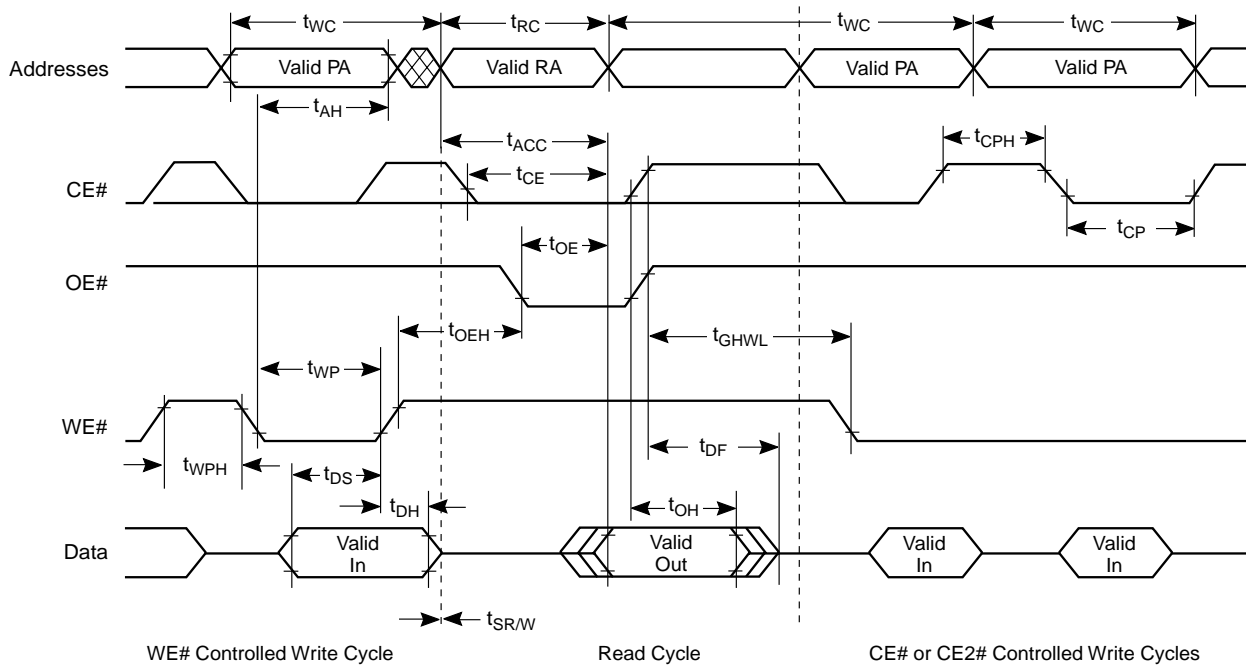 tWC tRC tWC tWC
Addresses Valid PA Valid RA Valid PA Valid PA
tAH
tACC tCPH
CE# tCE
tCP
tOE
OE#
tOEH tGHWL
tWP
WE#
tDF
tWPH tDS
tDH tOH
Data Valid In Valid Out Valid In Valid In
tSR/W
WE# Controlled Write Cycle Read Cycle CE# or CE2# Controlled Write Cycles